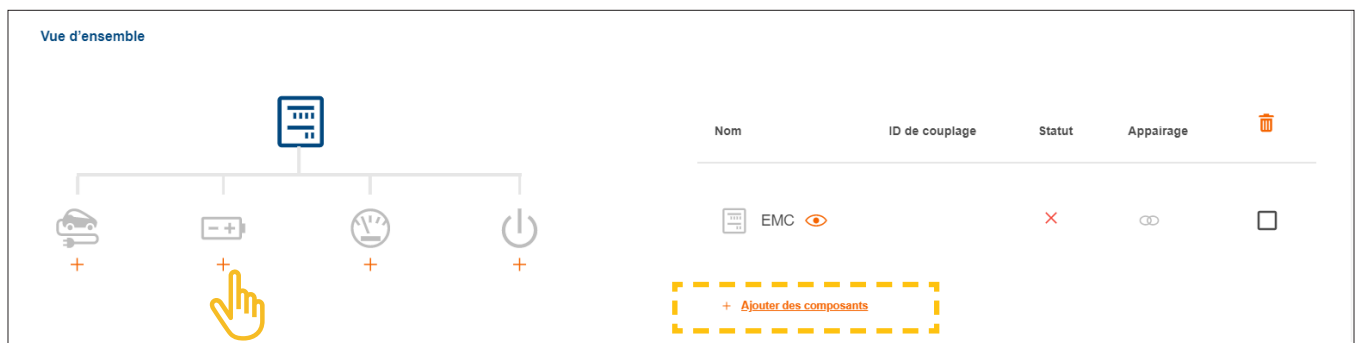 Vue d'ensemble
Nom ID de couplage Statut Appairage
EMC
+ Ajouter des composants